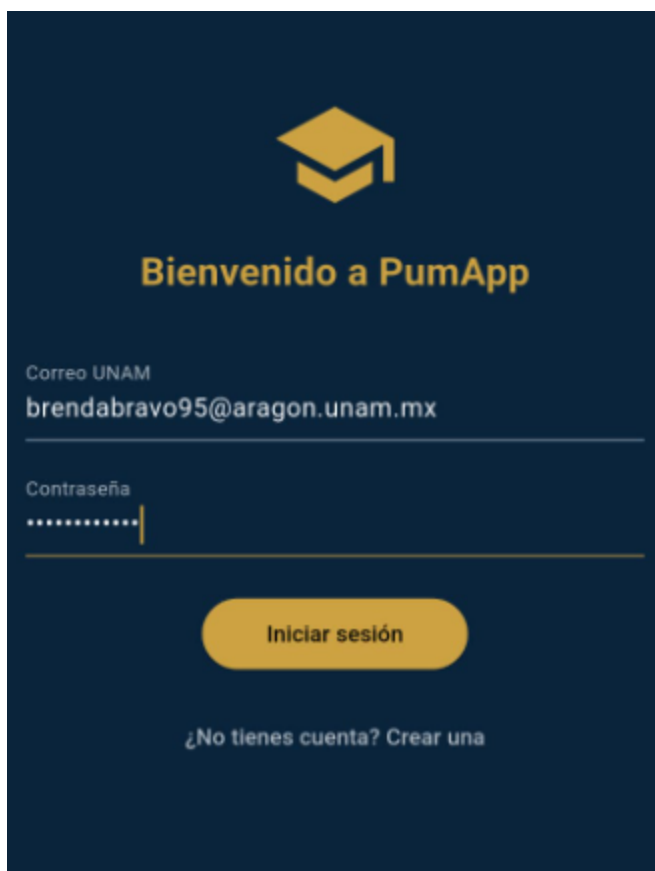 Bienvenido a PumApp
Correo UNAM
brendabravo95@aragon.unam.mx
Contraseña
••••••••••••
Iniciar sesión
¿No tienes cuenta? Crear una